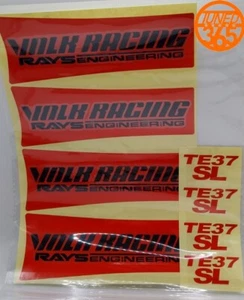 TUNED
365
VOLK RACING
RAYS ENGINEERING
VOLK RACING
RAYS ENGINEERING
VOLK RACING
RAYS ENGINEERING
TE37
SL
TE37
SL
VOLK RACING
RAYS ENGINEERING
TE37
SL
TE37
SL